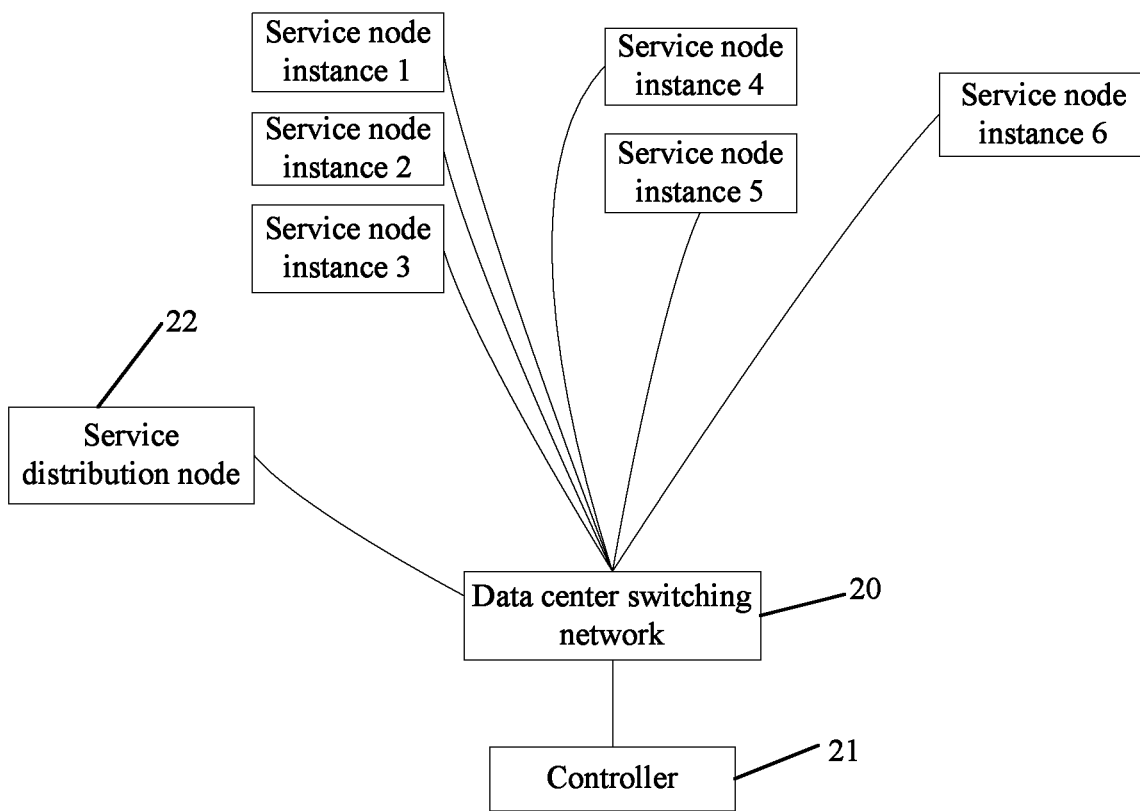 Service node
instance 1
Service node
instance 2
Service node
instance 3
Service node
instance 4
Service node
instance 5
Service node
instance 6
22
Service
distribution node
Data center switching
network
20
Controller
21